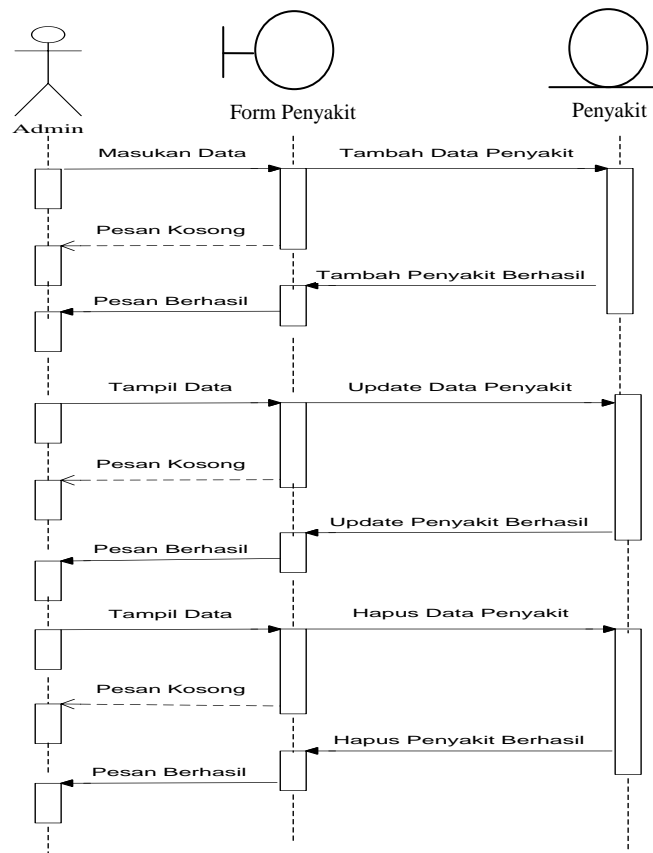 Admin
Form Penyakit
Penyakit
Masukan Data
Tambah Data Penyakit
Pesan Kosong
Tambah Penyakit Berhasil
Pesan Berhasil
Tampil Data
Update Data Penyakit
Pesan Kosong
Update Penyakit Berhasil
Pesan Berhasil
Tampil Data
Hapus Data Penyakit
Pesan Kosong
Hapus Penyakit Berhasil
Pesan Berhasil